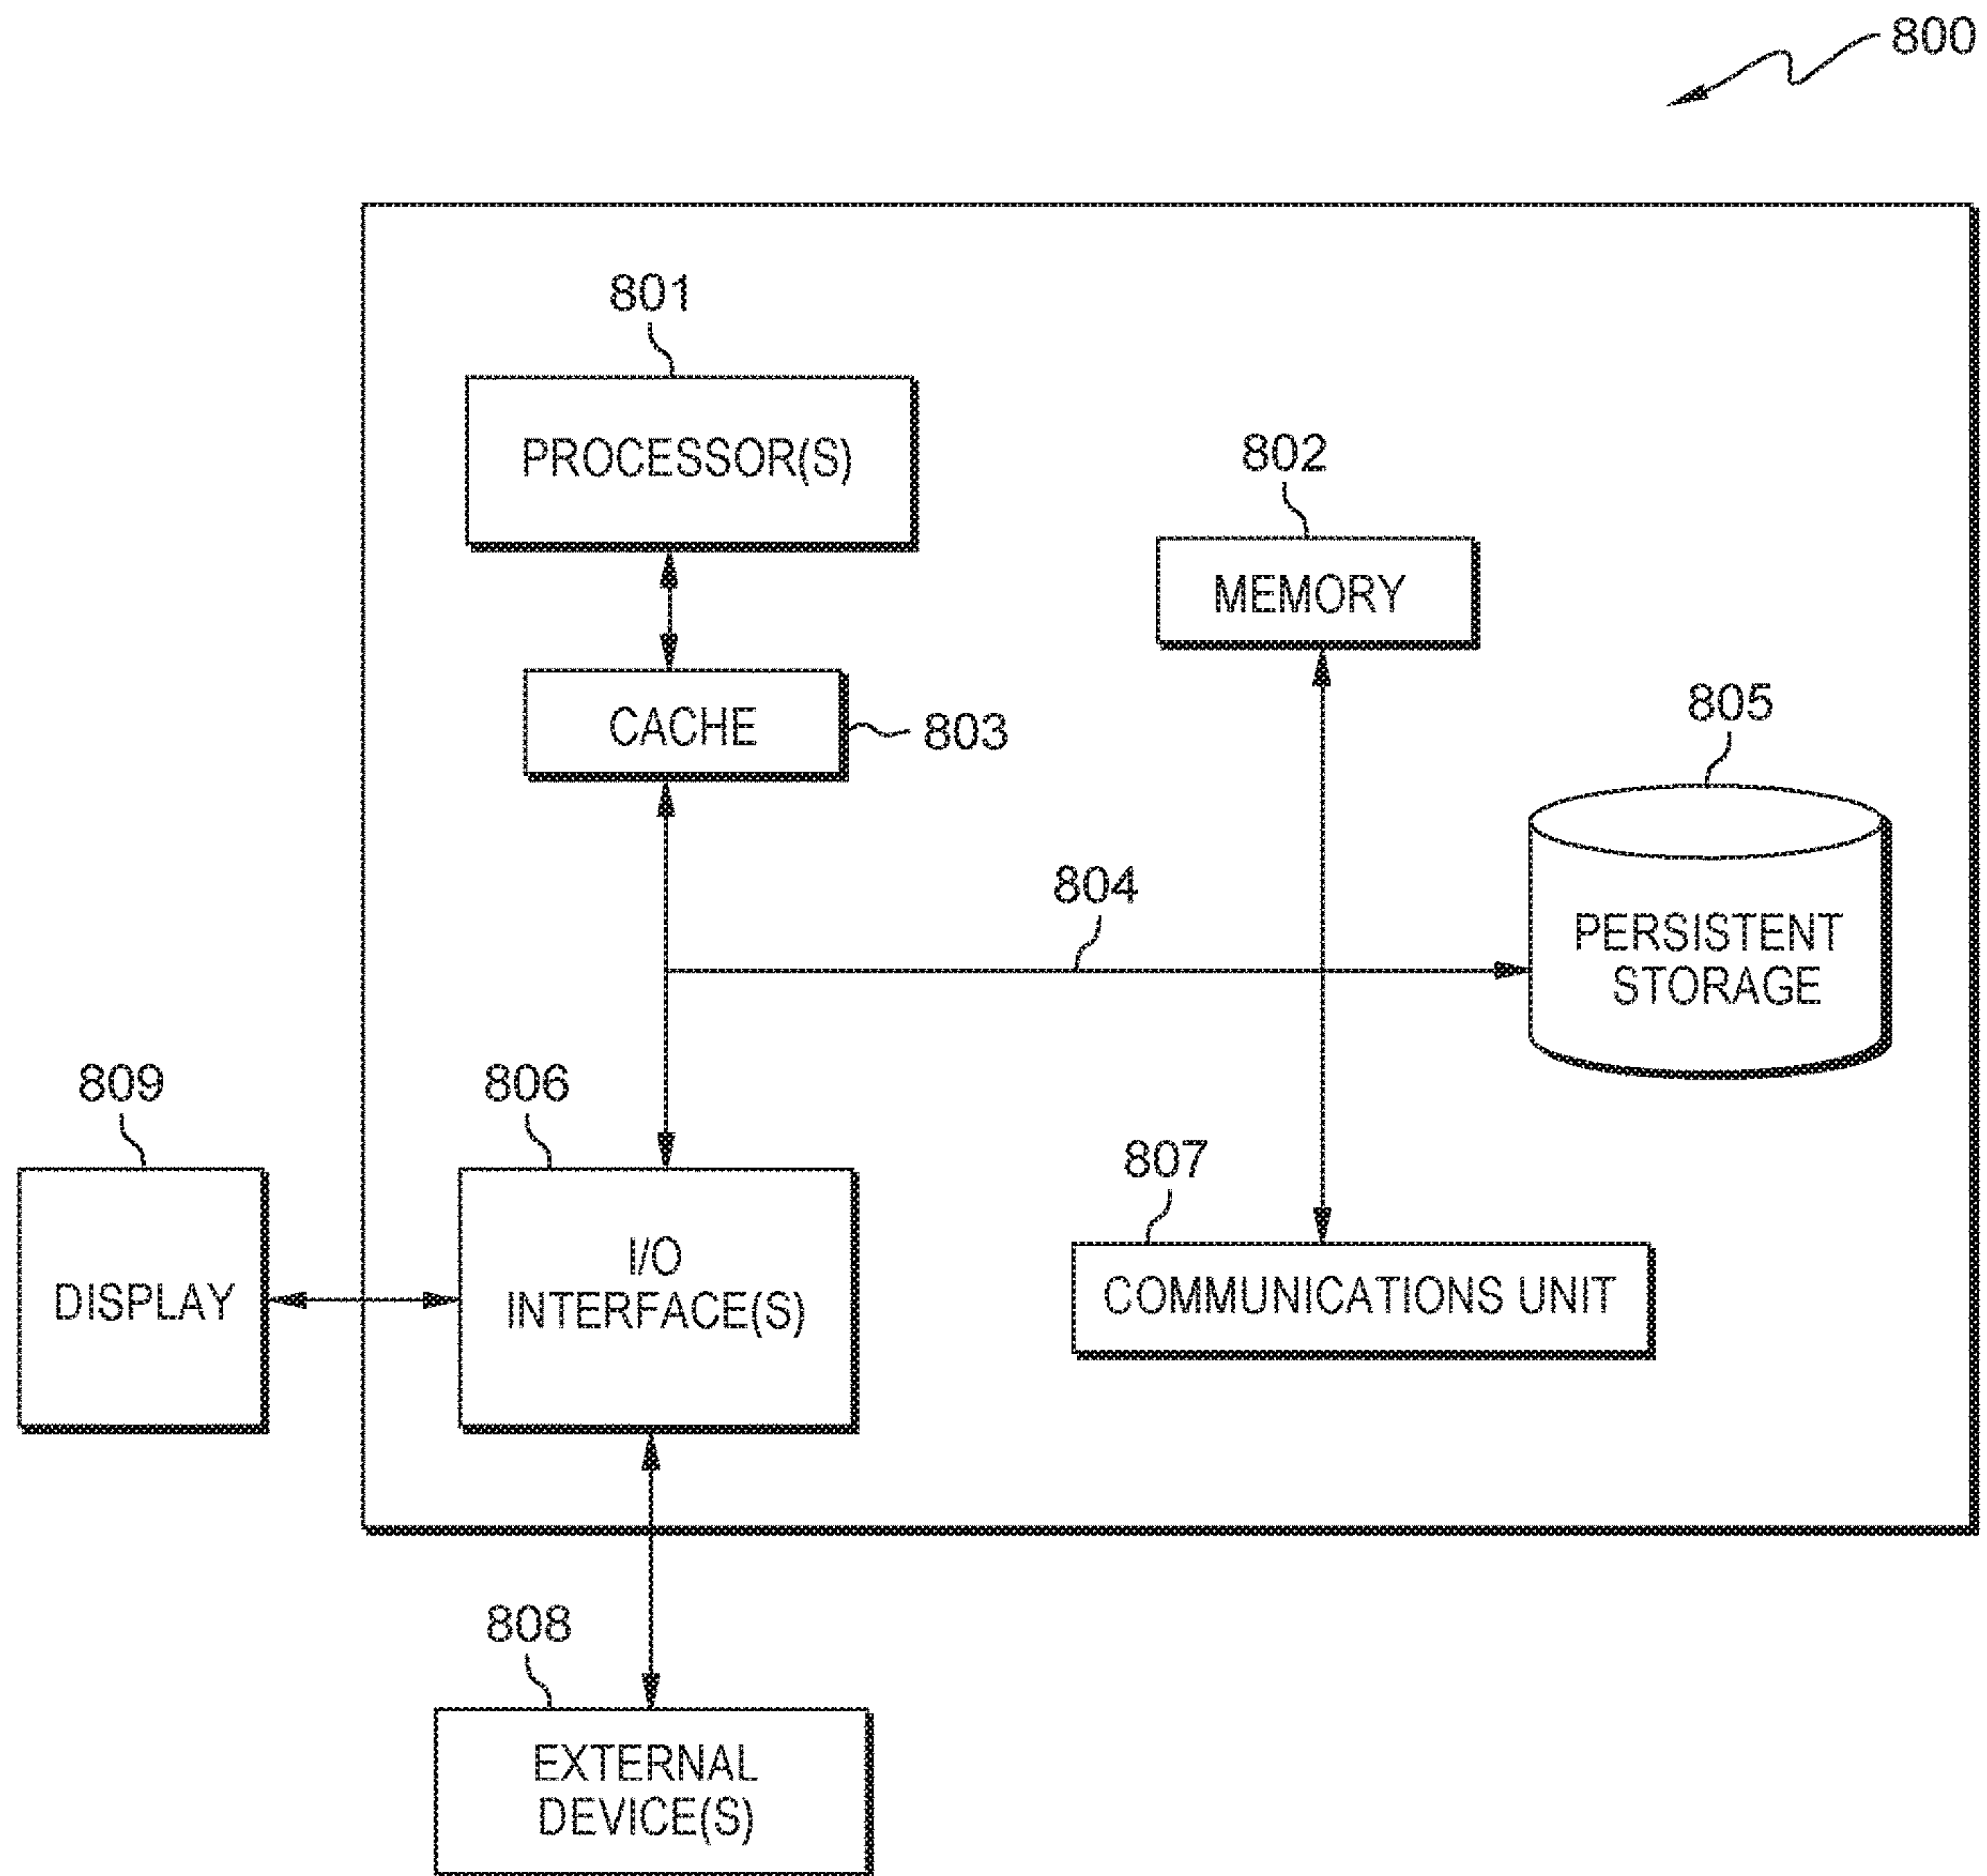 800
801
PROCESSOR(S)
802
MEMORY
CACHE
803
805
804
PERSISTENT
STORAGE
809
806
807
DISPLAY
I/O
INTERFACE(S)
COMMUNICATIONS UNIT
808
EXTERNAL
DEVICE(S)